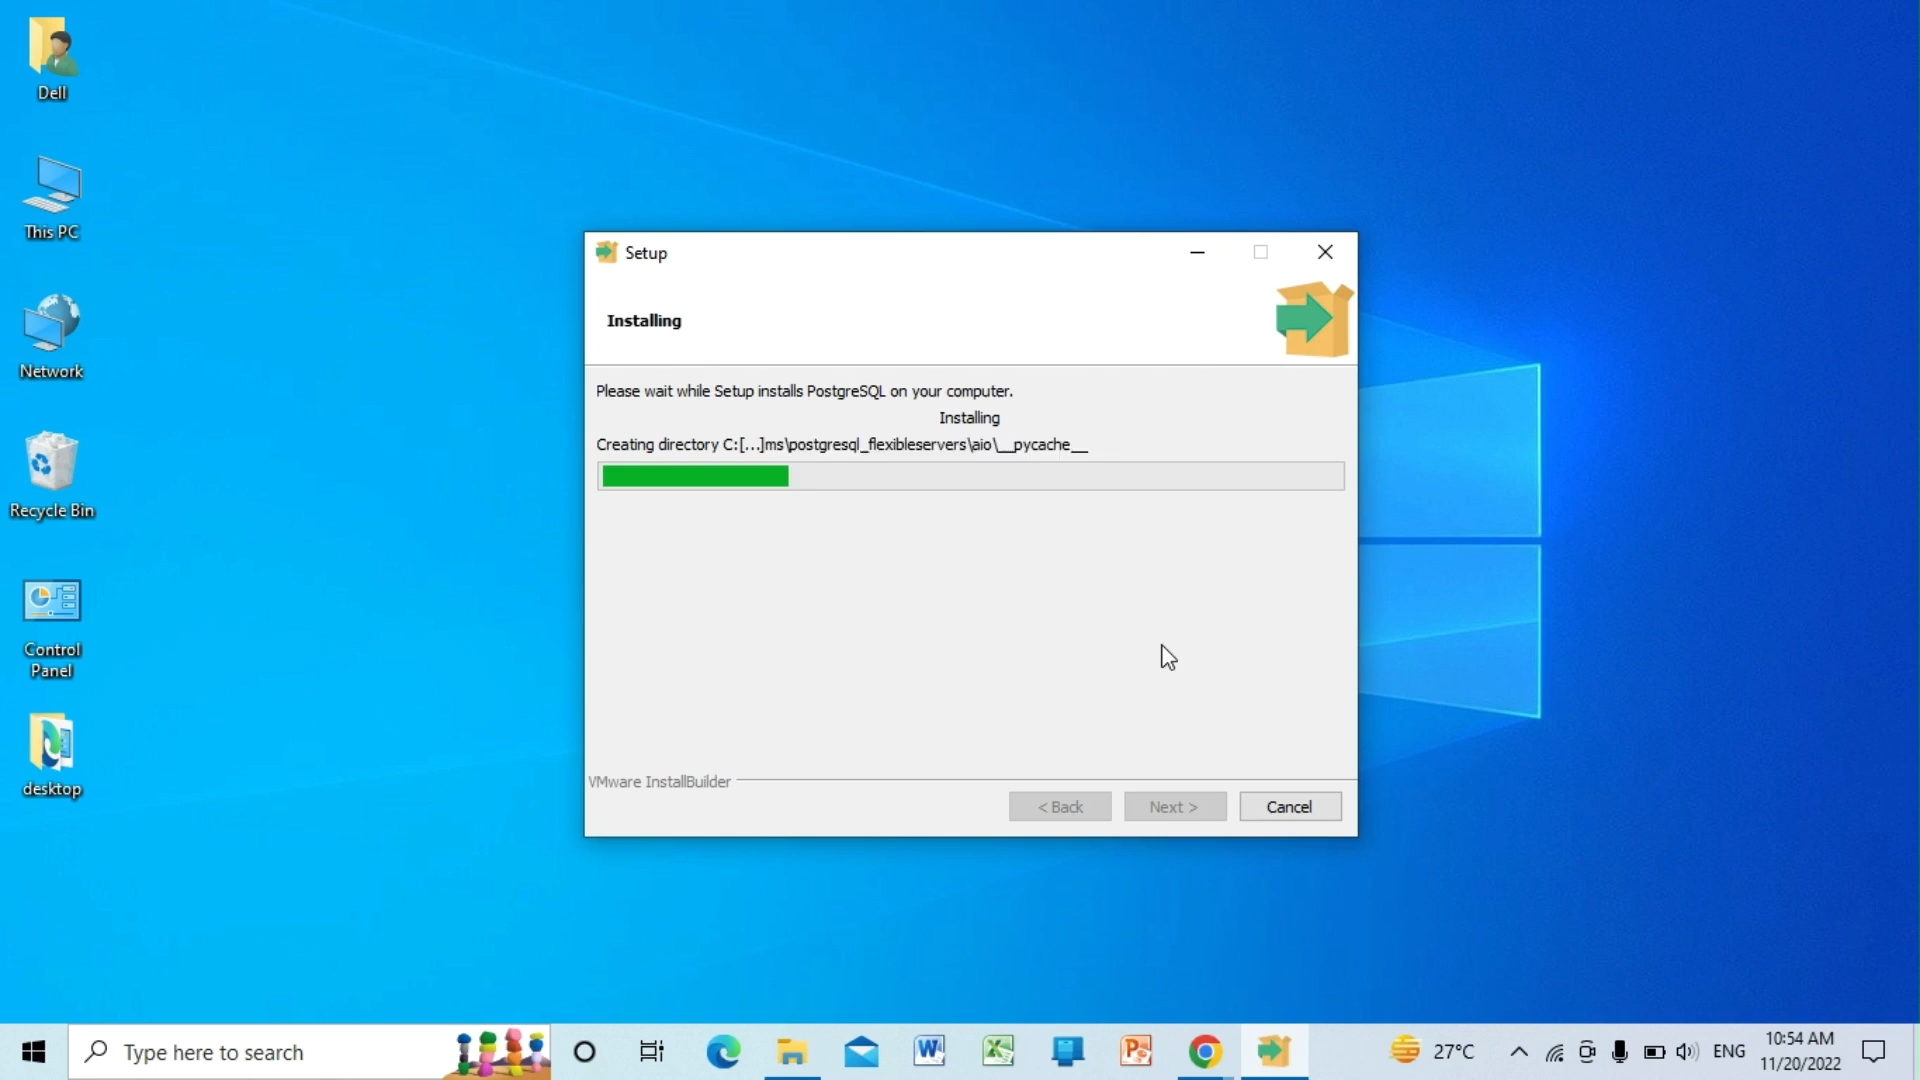 Dell
This PC
Network
Recycle Bin
Control
Panel
desktop
Setup
Installing
Please wait while Setup installs PostgreSQL on your computer.
Installing
Creating directory C:[...]ms\postgresql_flexibleservers\aio\__pycache__
VMware InstallBuilder
< Back
Next >
Cancel
Type here to search
27°C
ENG
10:54 AM
11/20/2022